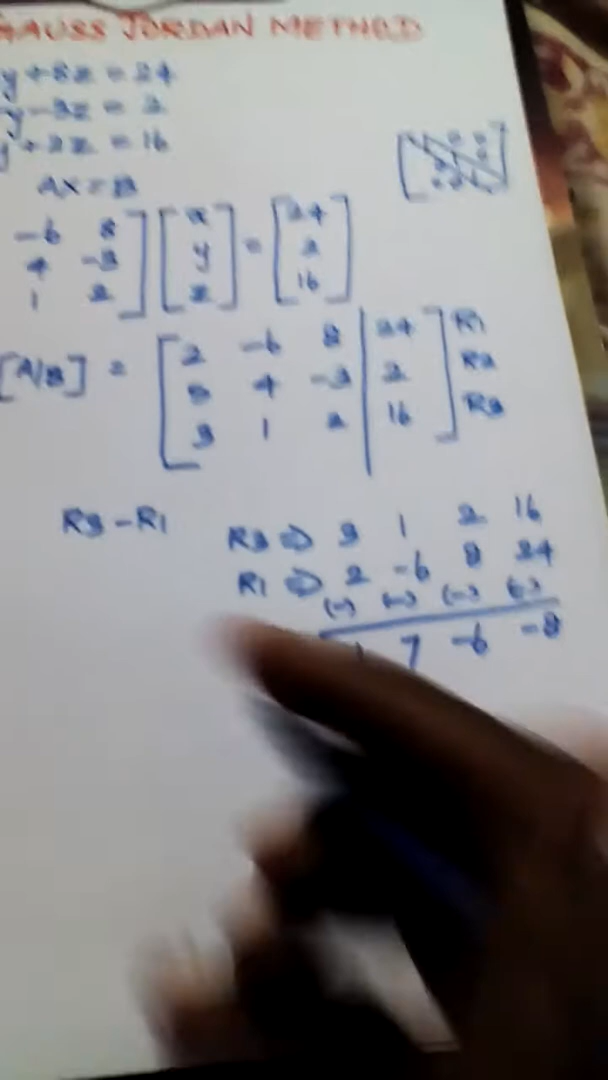 GAUSS JORDAN METHOD
y + 8z = 24
y - 3z = 2
y + 2z = 16
AX = B
-6 8 x 24
4 -3 y = 2
1 2 z 16
[A/B] = 2 -6 8 24 R1
5 4 -3 2 R2
3 1 2 16 R3
R3 - R1
R3 ⇒ 3 1 2 16
R1 ⇒ 2 -6 8 24
(-) (-) (-) (-)
1 7 -6 -8